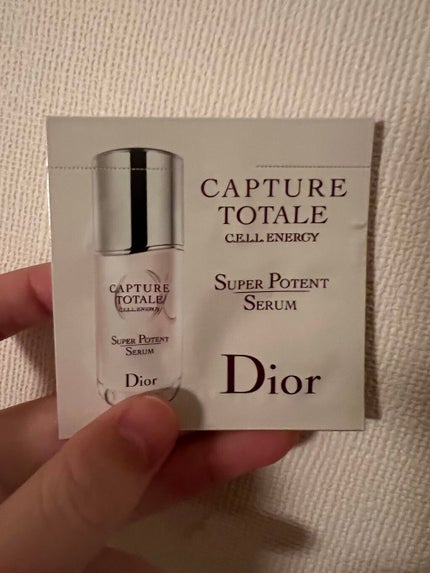 CAPTURE
TOTALE
C.E.L.L. ENERGY
SUPER POTENT
SERUM
Dior
CAPTURE
TOTALE
C.E.L.L. ENERGY
SUPER POTENT
SERUM
Dior